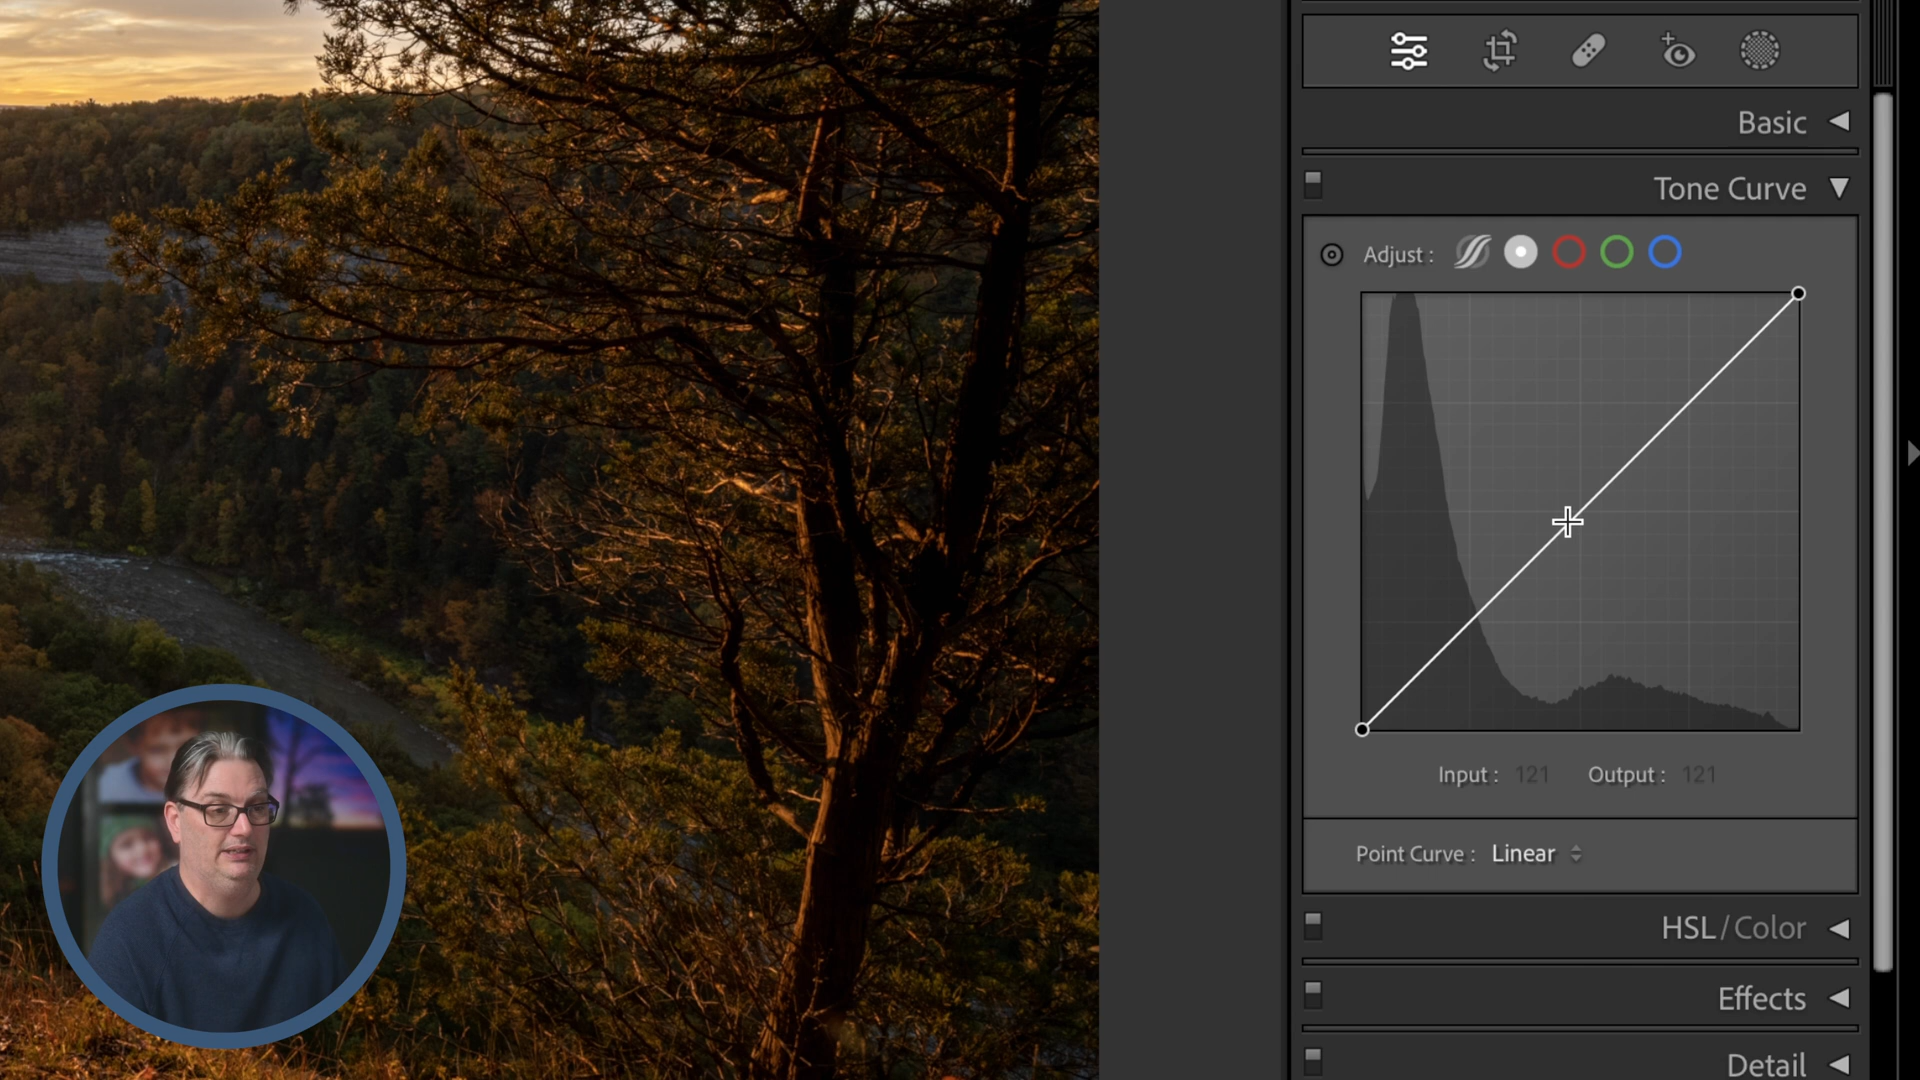 Basic
Tone Curve
Adjust :
Input : 121 Output : 121
Point Curve : Linear
HSL / Color
Effects
Detail